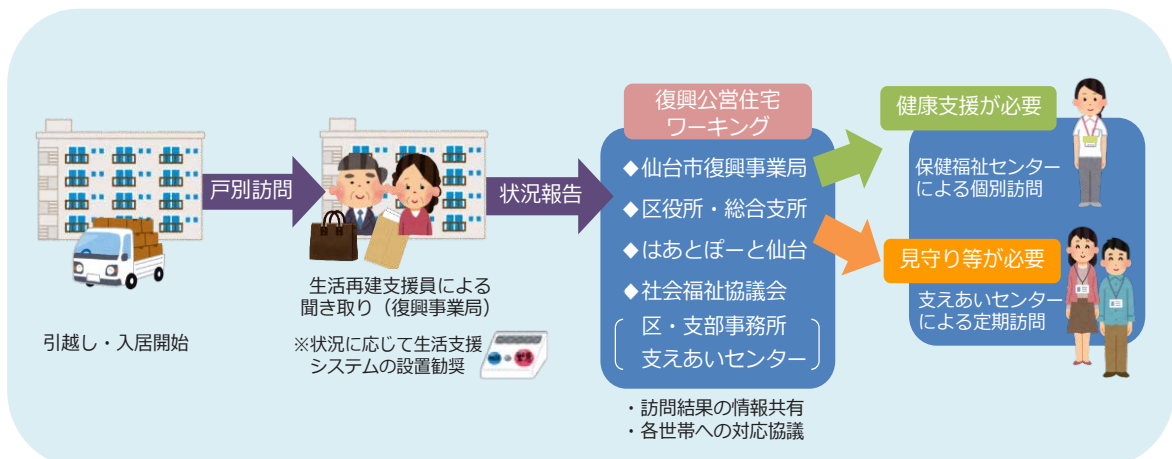 引越し・入居開始
戸別訪問
生活再建支援員による
聞き取り（復興事業局）
※状況に応じて生活支援
システムの設置勧奨
状況報告
復興公営住宅
ワーキング
◆仙台市復興事業局
◆区役所・総合支所
◆はあとぽーと仙台
◆社会福祉協議会
区・支部事務所
支えあいセンター
・訪問結果の情報共有
・各世帯への対応協議
健康支援が必要
保健福祉センター
による個別訪問
見守り等が必要
支えあいセンター
による定期訪問